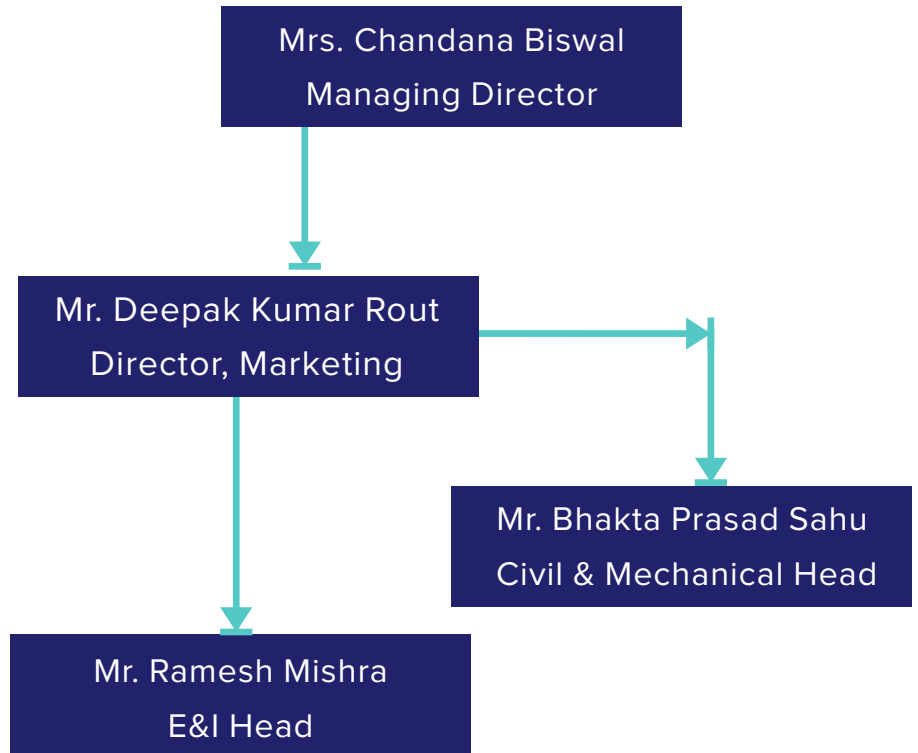 Mrs. Chandana Biswal
Managing Director
Mr. Deepak Kumar Rout
Director, Marketing
Mr. Bhakta Prasad Sahu
Civil & Mechanical Head
Mr. Ramesh Mishra
E&I Head